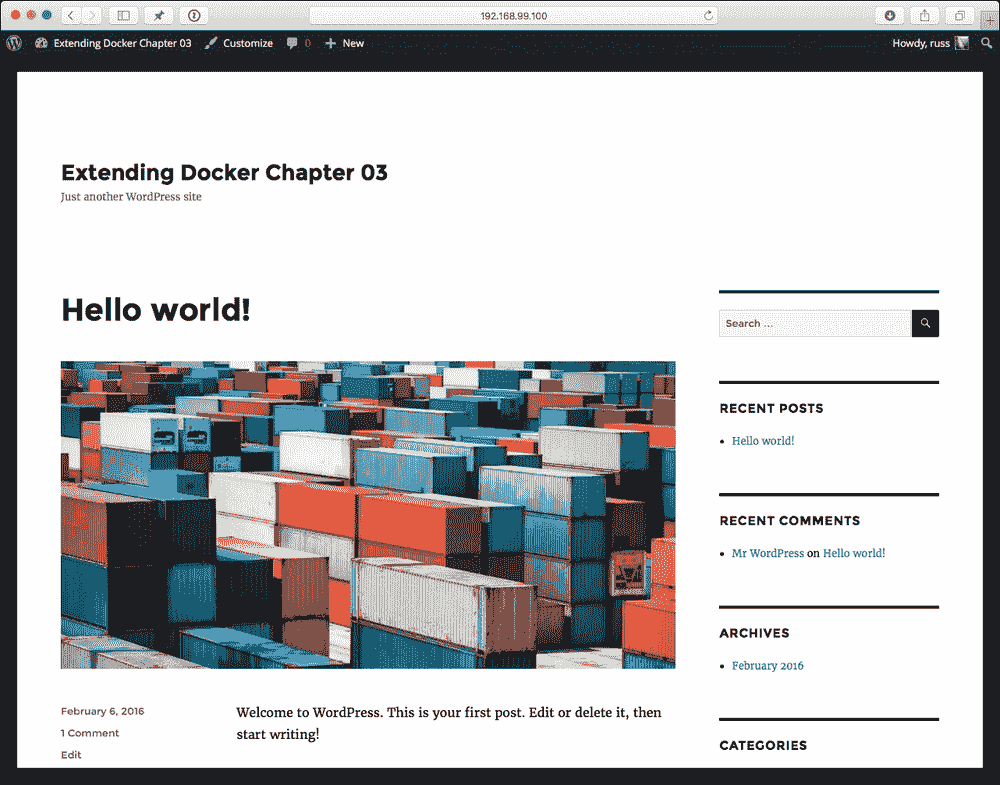 192.168.99.100
Extending Docker Chapter 03 Customize 0 New Howdy, russ
Extending Docker Chapter 03
Just another WordPress site
Hello world!
Search …
RECENT POSTS
Hello world!
RECENT COMMENTS
Mr WordPress on Hello world!
ARCHIVES
February 2016
CATEGORIES
February 6, 2016
1 Comment
Edit
Welcome to WordPress. This is your first post. Edit or delete it, then
start writing!